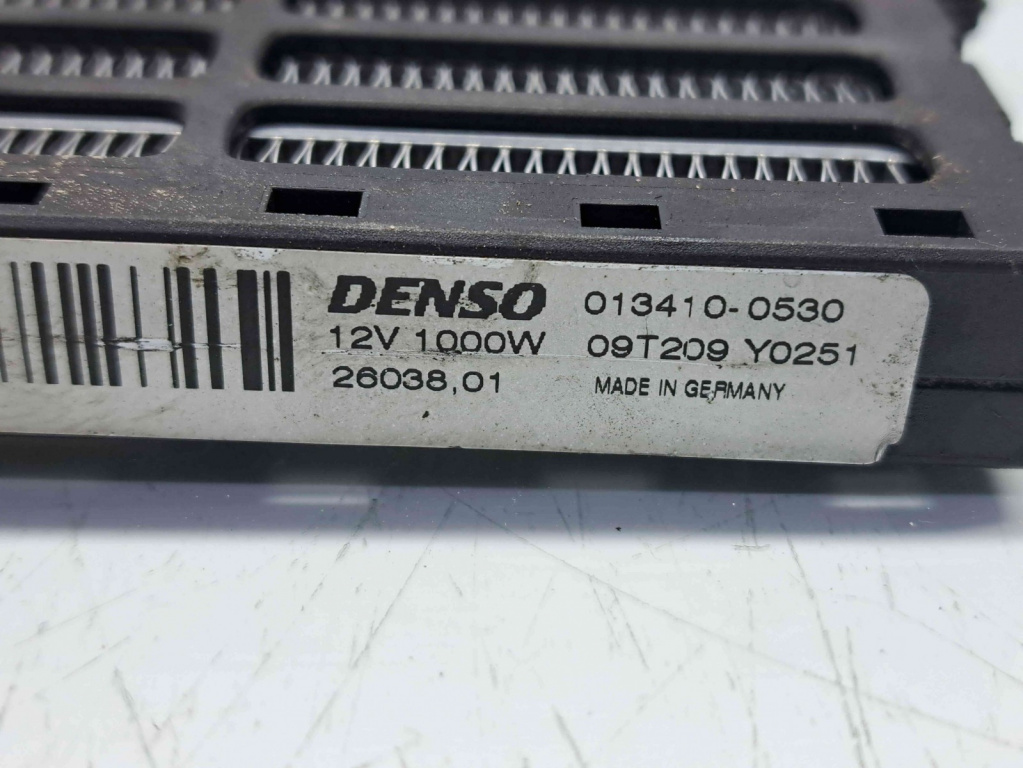 DENSO 013410-0530
12V 1000W 09T209 Y0251
26038,01 MADE IN GERMANY